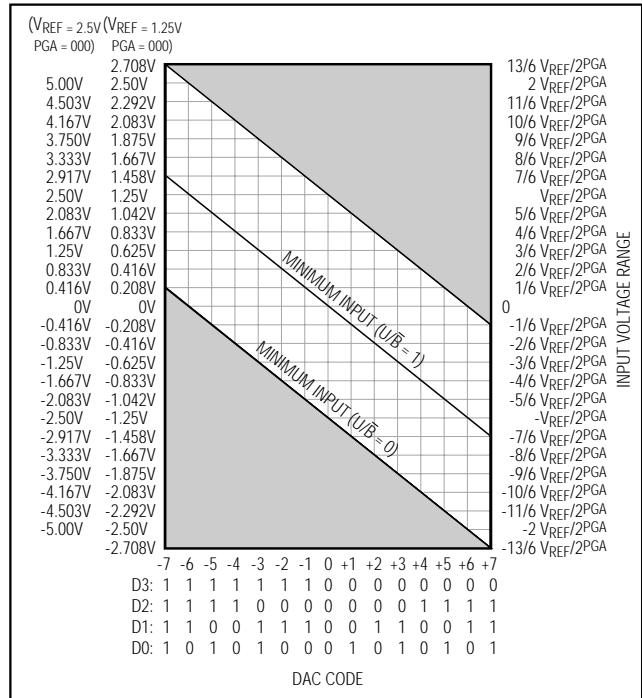 (VREF = 2.5V (VREF = 1.25V
PGA = 000) PGA = 000)
2.708V 13/6 VREF/2PGA
5.00V 2.50V 2 VREF/2PGA
4.503V 2.292V 11/6 VREF/2PGA
4.167V 2.083V 10/6 VREF/2PGA
3.750V 1.875V 9/6 VREF/2PGA
3.333V 1.667V 8/6 VREF/2PGA
2.917V 1.458V 7/6 VREF/2PGA
2.50V 1.25V VREF/2PGA
2.083V 1.042V 5/6 VREF/2PGA
1.667V 0.833V 4/6 VREF/2PGA
1.25V 0.625V 3/6 VREF/2PGA
0.833V 0.416V 2/6 VREF/2PGA
0.416V 0.208V 1/6 VREF/2PGA
0V 0V 0
-0.416V -0.208V -1/6 VREF/2PGA
-0.833V -0.416V -2/6 VREF/2PGA
-1.25V -0.625V -3/6 VREF/2PGA
-1.667V -0.833V -4/6 VREF/2PGA
-2.083V -1.042V -5/6 VREF/2PGA
-2.50V -1.25V -VREF/2PGA
-2.917V -1.458V -7/6 VREF/2PGA
-3.333V -1.667V -8/6 VREF/2PGA
-3.750V -1.875V -9/6 VREF/2PGA
-4.167V -2.083V -10/6 VREF/2PGA
-4.503V -2.292V -11/6 VREF/2PGA
-5.00V -2.50V -2 VREF/2PGA
-2.708V -13/6 VREF/2PGA
MINIMUM INPUT (U/B̅ = 1)
MINIMUM INPUT (U/B̅ = 0)
INPUT VOLTAGE RANGE
-7 -6 -5 -4 -3 -2 -1 0 +1 +2 +3 +4 +5 +6 +7
D3: 1 1 1 1 1 1 1 0 0 0 0 0 0 0 0
D2: 1 1 1 1 0 0 0 0 0 0 0 1 1 1 1
D1: 1 1 0 0 1 1 0 0 0 1 1 0 0 1 1
D0: 1 0 1 0 1 0 1 0 1 0 1 0 1 0 1
DAC CODE